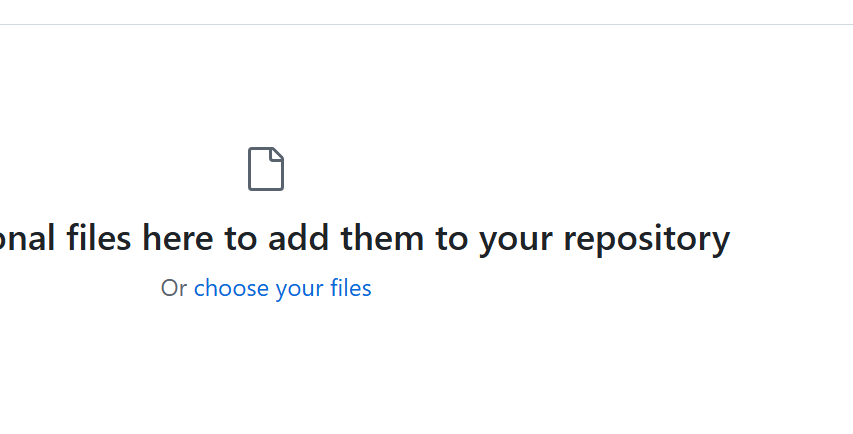 onal files here to add them to your repository
Or choose your files